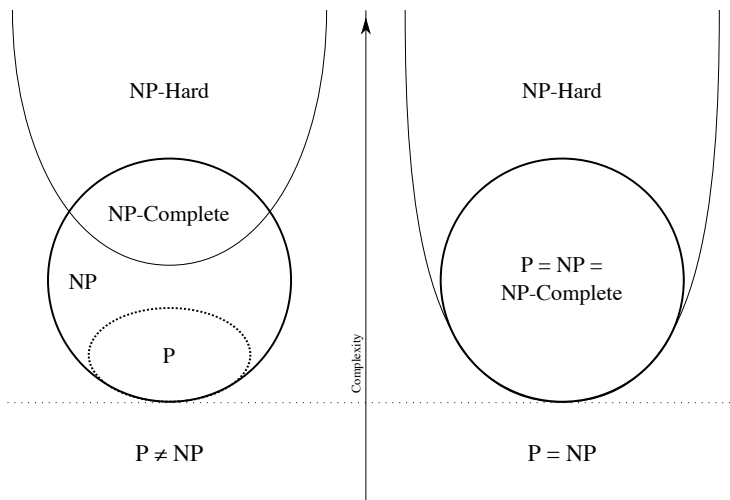 NP-Hard
NP-Complete
NP
P
P ≠ NP
Complexity
NP-Hard
P = NP =
NP-Complete
P = NP